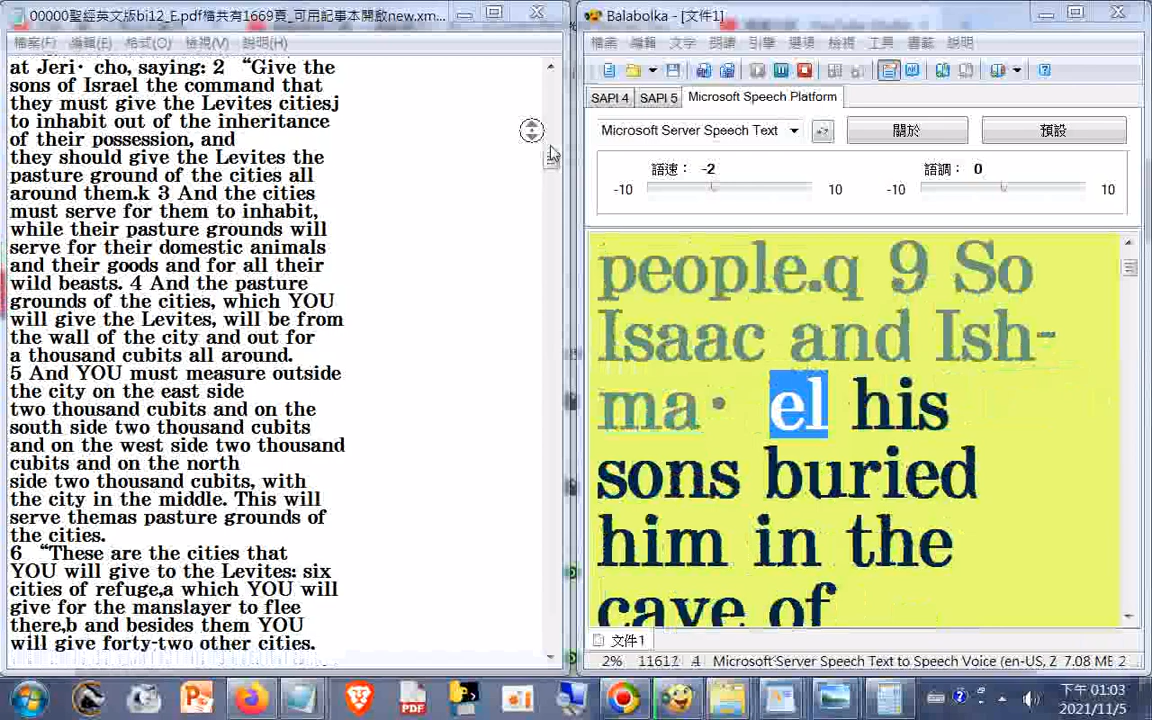 00000聖經英文版bi12_E.pdf檔共有1669頁_可用記事本開啟new.xm...
檔案(F) 編輯(E) 格式(O) 檢視(V) 說明(H)
at Jeri· cho, saying: 2 “Give the
sons of Israel the command that
they must give the Levites citiesj
to inhabit out of the inheritance
of their possession, and
they should give the Levites the
pasture ground of the cities all
around them.k 3 And the cities
must serve for them to inhabit,
while their pasture grounds will
serve for their domestic animals
and their goods and for all their
wild beasts. 4 And the pasture
grounds of the cities, which YOU
will give the Levites, will be from
the wall of the city and out for
a thousand cubits all around.
5 And YOU must measure outside
the city on the east side
two thousand cubits and on the
south side two thousand cubits
and on the west side two thousand
cubits and on the north
side two thousand cubits, with
the city in the middle. This will
serve themas pasture grounds of
the cities.
6 “These are the cities that
YOU will give to the Levites: six
cities of refuge,a which YOU will
give for the manslayer to flee
there,b and besides them YOU
will give forty-two other cities.
Balabolka - [文件1]
檔案 編輯 文字 朗讀 引擎 選項 檢視 工具 書籤 說明
SAPI 4 SAPI 5 Microsoft Speech Platform
Microsoft Server Speech Text 關於 預設
語速： -2 語調： 0
-10 10 -10 10
people.q 9 So
Isaac and Ish-
ma· el his
sons buried
him in the
cave of
文件1
2% 11617 4 Microsoft Server Speech Text to Speech Voice (en-US, Z 7.08 ME 2
PDF
下午 01:03
2021/11/5